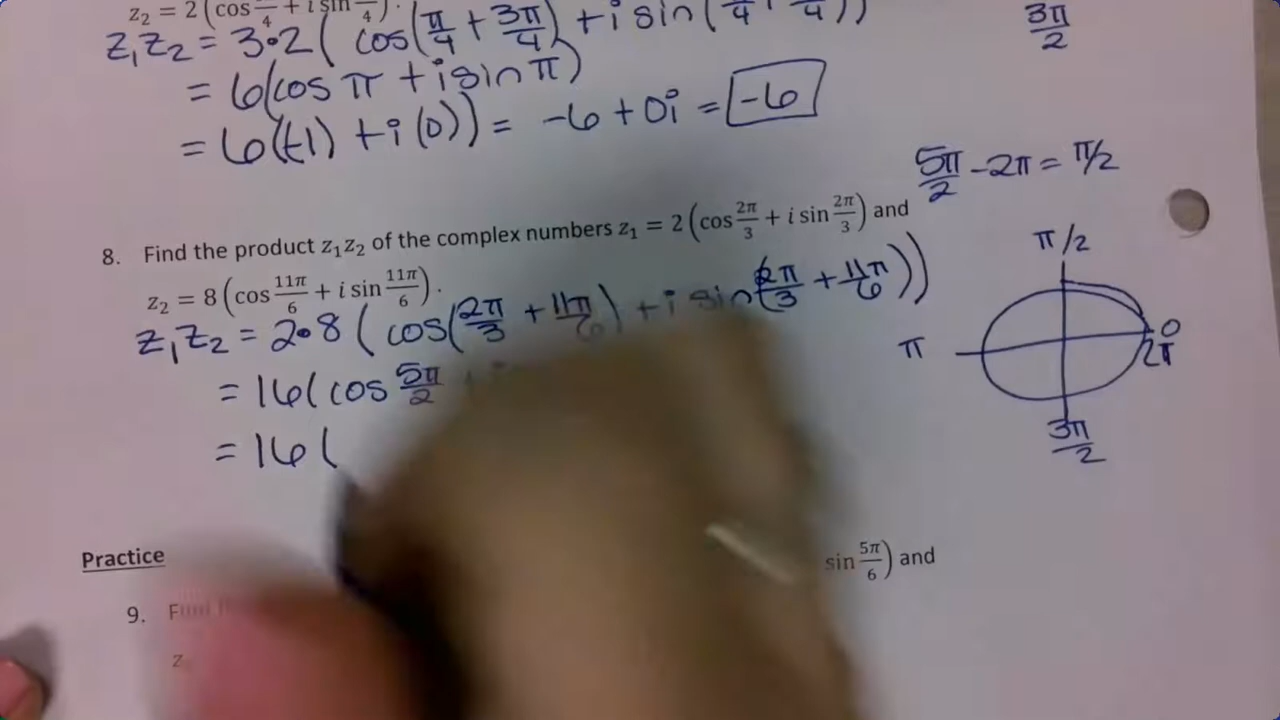 z₂ = 2(cos —/4 + i sin —/4).
z₁z₂ = 3·2( cos(π/4 + 3π/4) + i sin(π/4 + —/4))
= 6(cos π + i sin π)
= 6(-1) + i(0)) = -6 + 0i = -6
3π/2
5π/2 - 2π = π/2
8. Find the product z₁z₂ of the complex numbers z₁ = 2(cos 2π/3 + i sin 2π/3) and
z₂ = 8(cos 11π/6 + i sin 11π/6).
z₁z₂ = 2·8( cos(2π/3 + 11π/6) + i sin(2π/3 + 11π/6))
= 16(cos 5π/2 +
= 16(
π/2
π
0
2π
3π/2
Practice
sin 5π/6) and
9. Find
z